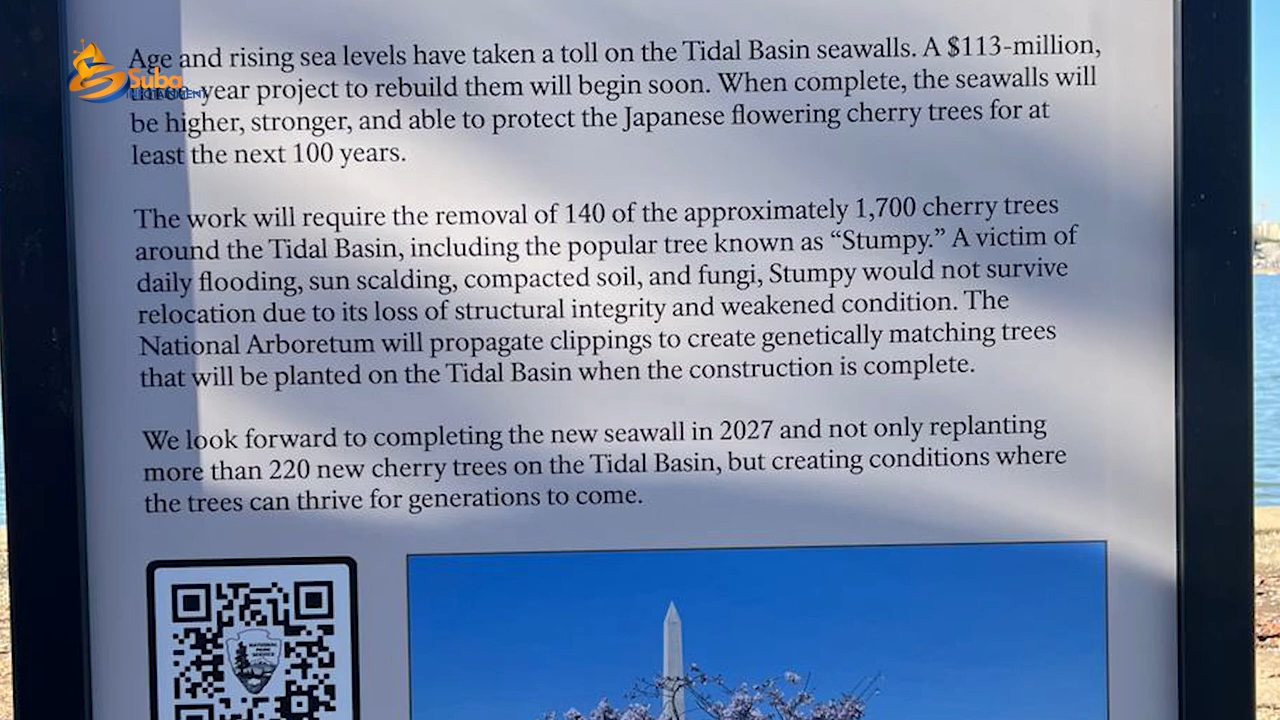 Age and rising sea levels have taken a toll on the Tidal Basin seawalls. A $113-million,
Suba
year project to rebuild them will begin soon. When complete, the seawalls will
be higher, stronger, and able to protect the Japanese flowering cherry trees for at
least the next 100 years.
The work will require the removal of 140 of the approximately 1,700 cherry trees
around the Tidal Basin, including the popular tree known as “Stumpy.” A victim of
daily flooding, sun scalding, compacted soil, and fungi, Stumpy would not survive
relocation due to its loss of structural integrity and weakened condition. The
National Arboretum will propagate clippings to create genetically matching trees
that will be planted on the Tidal Basin when the construction is complete.
We look forward to completing the new seawall in 2027 and not only replanting
more than 220 new cherry trees on the Tidal Basin, but creating conditions where
the trees can thrive for generations to come.
NATIONAL
PARK
SERVICE